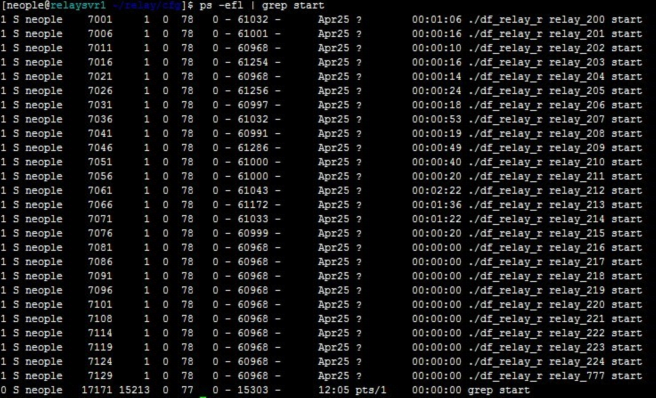 [neople@relaysvr1 ~/relay/cfg]$ ps -efl | grep start
1 S neople 7001 1 0 78 0 - 61032 - Apr25 ? 00:01:06 ./df_relay_r relay_200 start
1 S neople 7006 1 0 78 0 - 61001 - Apr25 ? 00:00:16 ./df_relay_r relay_201 start
1 S neople 7011 1 0 78 0 - 60968 - Apr25 ? 00:00:10 ./df_relay_r relay_202 start
1 S neople 7016 1 0 78 0 - 61254 - Apr25 ? 00:00:16 ./df_relay_r relay_203 start
1 S neople 7021 1 0 78 0 - 60968 - Apr25 ? 00:00:14 ./df_relay_r relay_204 start
1 S neople 7026 1 0 78 0 - 61256 - Apr25 ? 00:00:24 ./df_relay_r relay_205 start
1 S neople 7031 1 0 78 0 - 60997 - Apr25 ? 00:00:18 ./df_relay_r relay_206 start
1 S neople 7036 1 0 78 0 - 61032 - Apr25 ? 00:00:53 ./df_relay_r relay_207 start
1 S neople 7041 1 0 78 0 - 60991 - Apr25 ? 00:00:19 ./df_relay_r relay_208 start
1 S neople 7046 1 0 78 0 - 61286 - Apr25 ? 00:00:49 ./df_relay_r relay_209 start
1 S neople 7051 1 0 78 0 - 61000 - Apr25 ? 00:00:40 ./df_relay_r relay_210 start
1 S neople 7056 1 0 78 0 - 61000 - Apr25 ? 00:00:20 ./df_relay_r relay_211 start
1 S neople 7061 1 0 78 0 - 61043 - Apr25 ? 00:02:22 ./df_relay_r relay_212 start
1 S neople 7066 1 0 78 0 - 61172 - Apr25 ? 00:01:36 ./df_relay_r relay_213 start
1 S neople 7071 1 0 78 0 - 61033 - Apr25 ? 00:01:22 ./df_relay_r relay_214 start
1 S neople 7076 1 0 78 0 - 60999 - Apr25 ? 00:00:20 ./df_relay_r relay_215 start
1 S neople 7081 1 0 78 0 - 60968 - Apr25 ? 00:00:00 ./df_relay_r relay_216 start
1 S neople 7086 1 0 78 0 - 60968 - Apr25 ? 00:00:00 ./df_relay_r relay_217 start
1 S neople 7091 1 0 78 0 - 60968 - Apr25 ? 00:00:00 ./df_relay_r relay_218 start
1 S neople 7096 1 0 78 0 - 60968 - Apr25 ? 00:00:00 ./df_relay_r relay_219 start
1 S neople 7101 1 0 78 0 - 60968 - Apr25 ? 00:00:00 ./df_relay_r relay_220 start
1 S neople 7108 1 0 78 0 - 60968 - Apr25 ? 00:00:00 ./df_relay_r relay_221 start
1 S neople 7114 1 0 78 0 - 60968 - Apr25 ? 00:00:00 ./df_relay_r relay_222 start
1 S neople 7119 1 0 78 0 - 60968 - Apr25 ? 00:00:00 ./df_relay_r relay_223 start
1 S neople 7124 1 0 78 0 - 60968 - Apr25 ? 00:00:00 ./df_relay_r relay_224 start
1 S neople 7129 1 0 78 0 - 60968 - Apr25 ? 00:00:00 ./df_relay_r relay_777 start
0 S neople 17171 15213 0 77 0 - 15303 - 12:05 pts/1 00:00:00 grep start